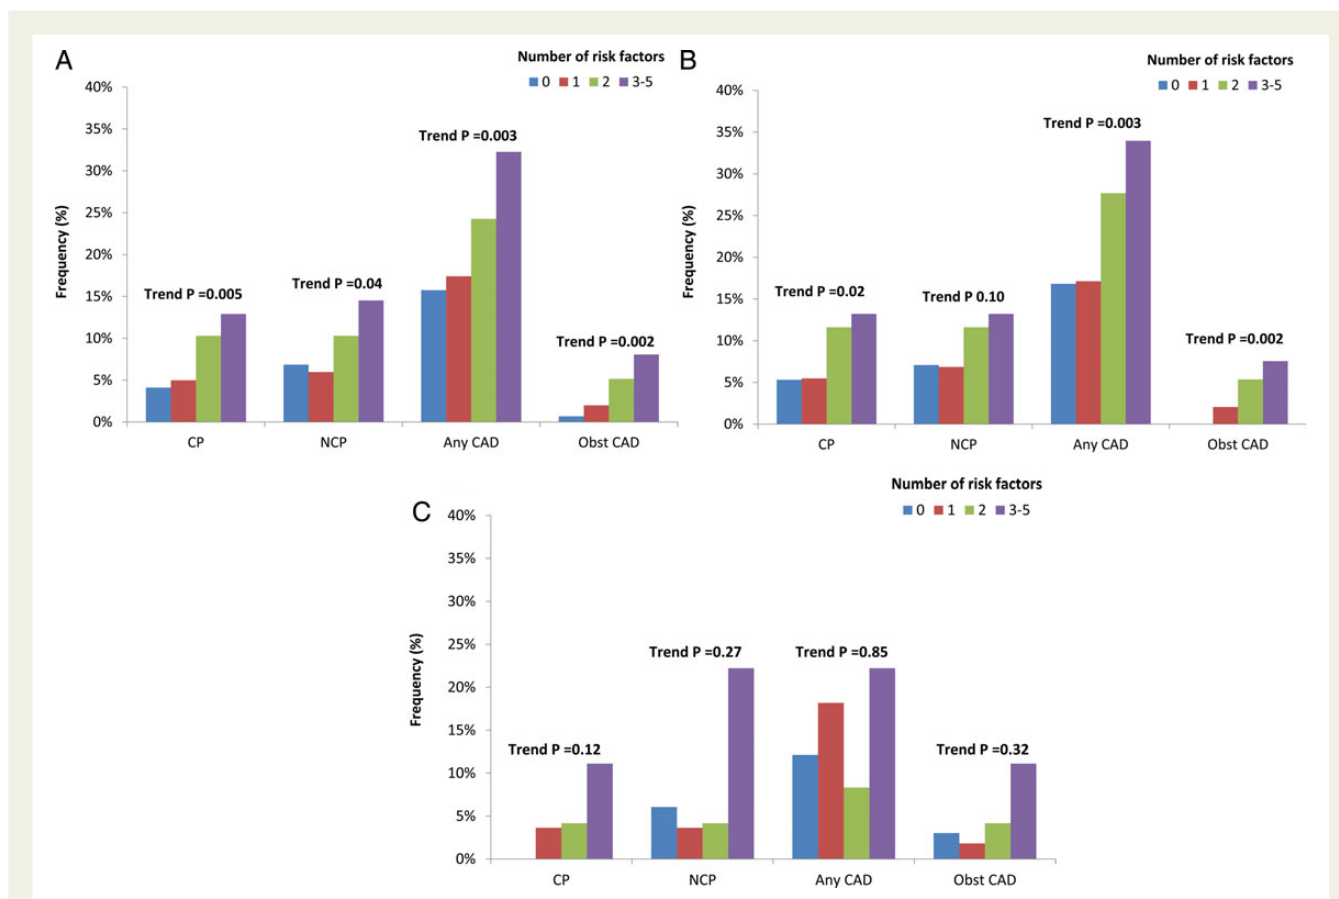 A
Number of risk factors
0 1 2 3-5
40%
35%
30%
25%
20%
15%
10%
5%
0%
Frequency (%)
Trend P =0.005
Trend P =0.04
Trend P =0.003
Trend P =0.002
CP NCP Any CAD Obst CAD
B
Number of risk factors
0 1 2 3-5
40%
35%
30%
25%
20%
15%
10%
5%
0%
Frequency (%)
Trend P =0.02
Trend P 0.10
Trend P =0.003
Trend P =0.002
CP NCP Any CAD Obst CAD
C
Number of risk factors
0 1 2 3-5
40%
35%
30%
25%
20%
15%
10%
5%
0%
Frequency (%)
Trend P =0.12
Trend P =0.27
Trend P =0.85
Trend P =0.32
CP NCP Any CAD Obst CAD